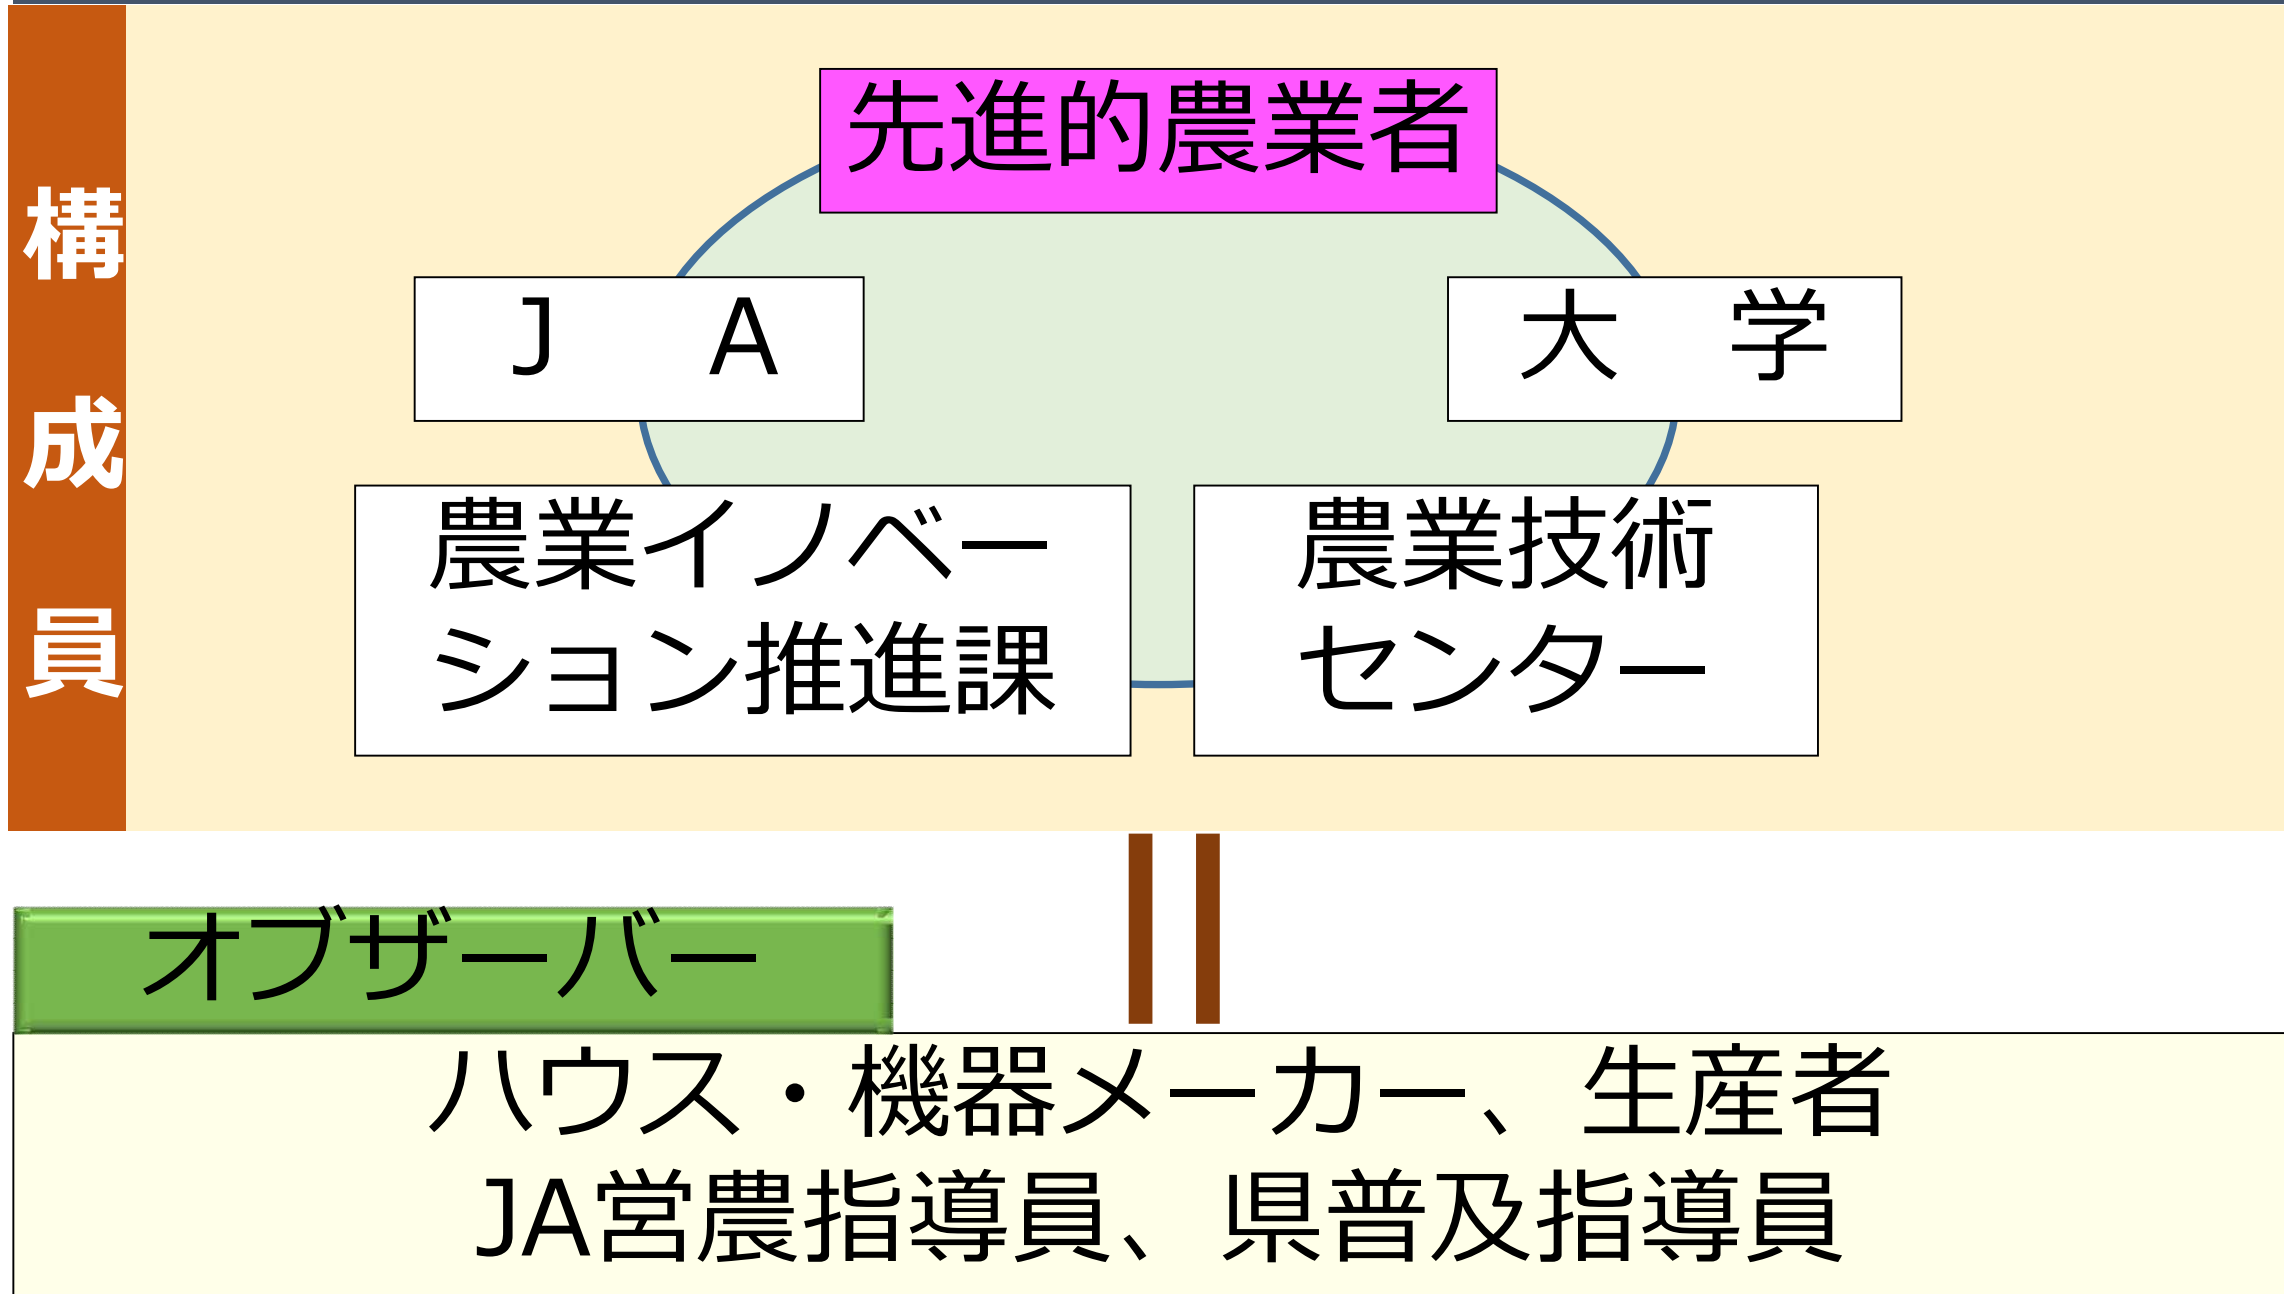 構成員
先進的農業者
Ｊ　Ａ
大　学
農業イノベー
ション推進課
農業技術
センター
オブザーバー
ハウス・機器メーカー、生産者
JA営農指導員、県普及指導員